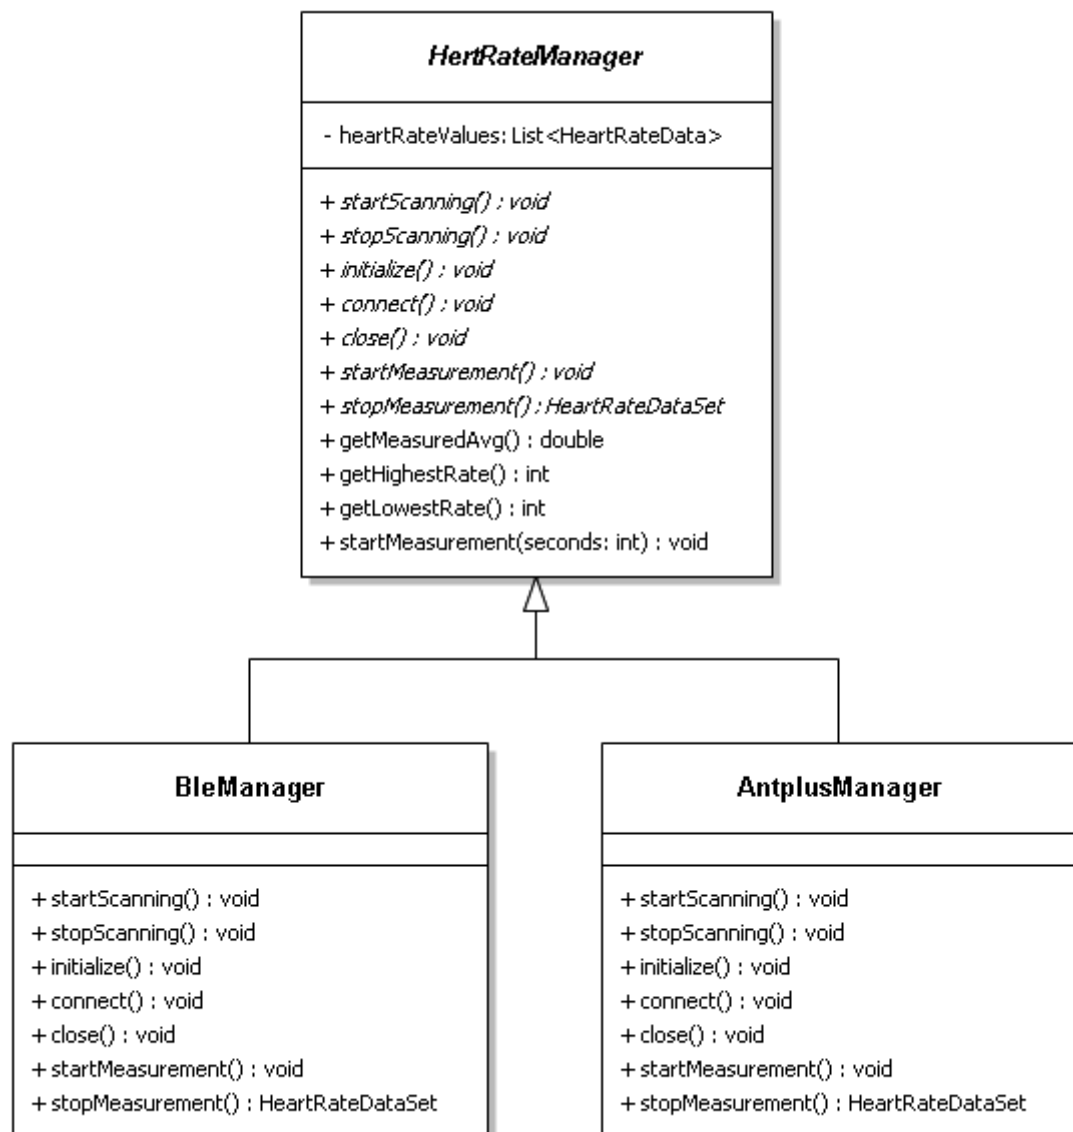 HertRateManager
- heartRateValues: List<HeartRateData>
+ startScanning() : void
+ stopScanning() : void
+ initialize() : void
+ connect() : void
+ close() : void
+ startMeasurement() : void
+ stopMeasurement() : HeartRateDataSet
+ getMeasuredAvg() : double
+ getHighestRate() : int
+ getLowestRate() : int
+ startMeasurement(seconds: int) : void
BleManager
+ startScanning() : void
+ stopScanning() : void
+ initialize() : void
+ connect() : void
+ close() : void
+ startMeasurement() : void
+ stopMeasurement() : HeartRateDataSet
AntplusManager
+ startScanning() : void
+ stopScanning() : void
+ initialize() : void
+ connect() : void
+ close() : void
+ startMeasurement() : void
+ stopMeasurement() : HeartRateDataSet